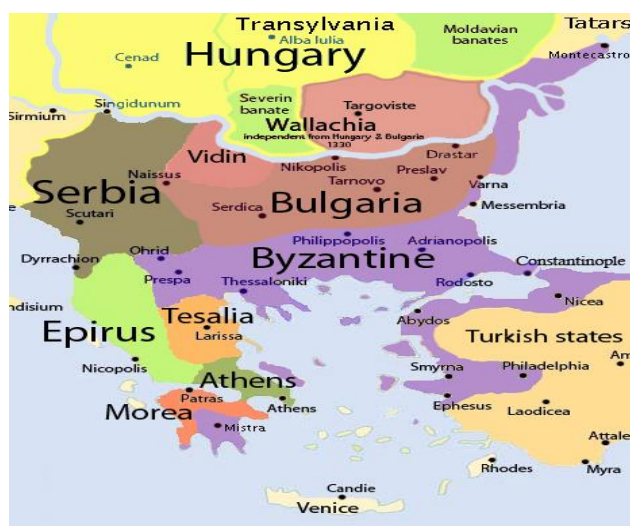 Transylvania
Moldavian
banates
Tatars
Alba Iulia
Montecastro
Cenad
Hungary
Severin
banate
Targoviste
Singidunum
Sirmium
Wallachia
independent from Hungary & Bulgaria
1330
Vidin
Drastar
Nikopolis
Preslav
Naissus
Tarnovo
Varna
Serbia
Serdica
Bulgaria
Messembria
Scutari
Philippopolis
Adrianopolis
Ohrid
Byzantine
Constantinople
Dyrrachion
Prespa
Thessaloniki
Rodosto
Nicea
ndisium
Tesalia
Abydos
Epirus
Larissa
Turkish states
Nicopolis
Smyrna
Philadelphia
Am
Athens
Patras
Ephesus
Laodicea
Morea
Athens
Mistra
Attale
Rhodes
Myra
Candie
Venice